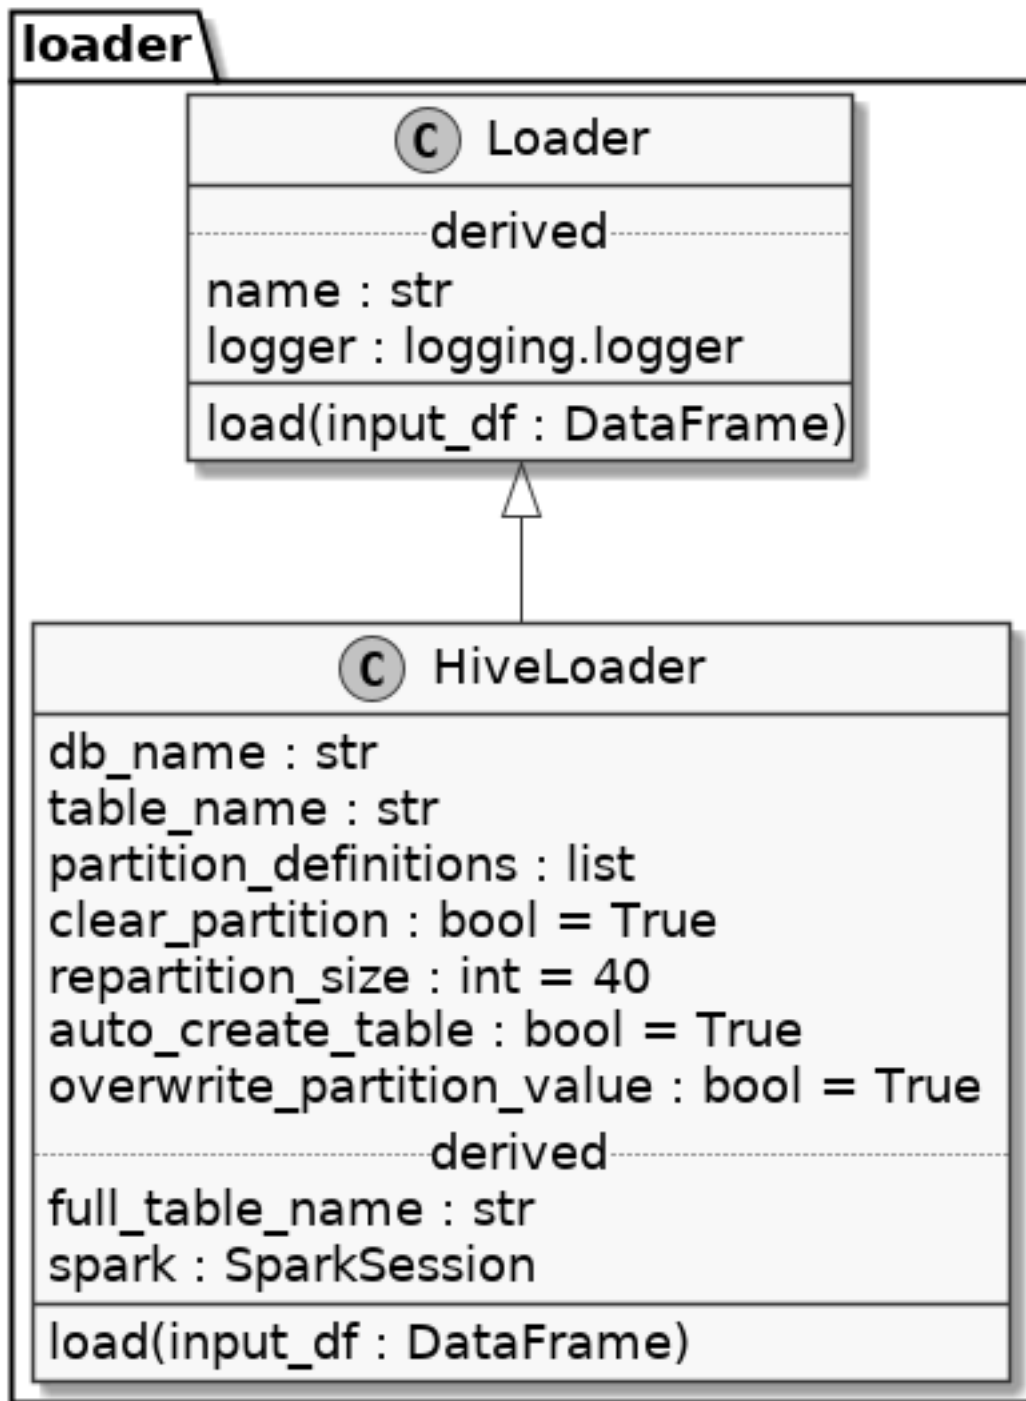 loader
C Loader
derived
name : str
logger : logging.logger
load(input_df : DataFrame)
C HiveLoader
db_name : str
table_name : str
partition_definitions : list
clear_partition : bool = True
repartition_size : int = 40
auto_create_table : bool = True
overwrite_partition_value : bool = True
derived
full_table_name : str
spark : SparkSession
load(input_df : DataFrame)